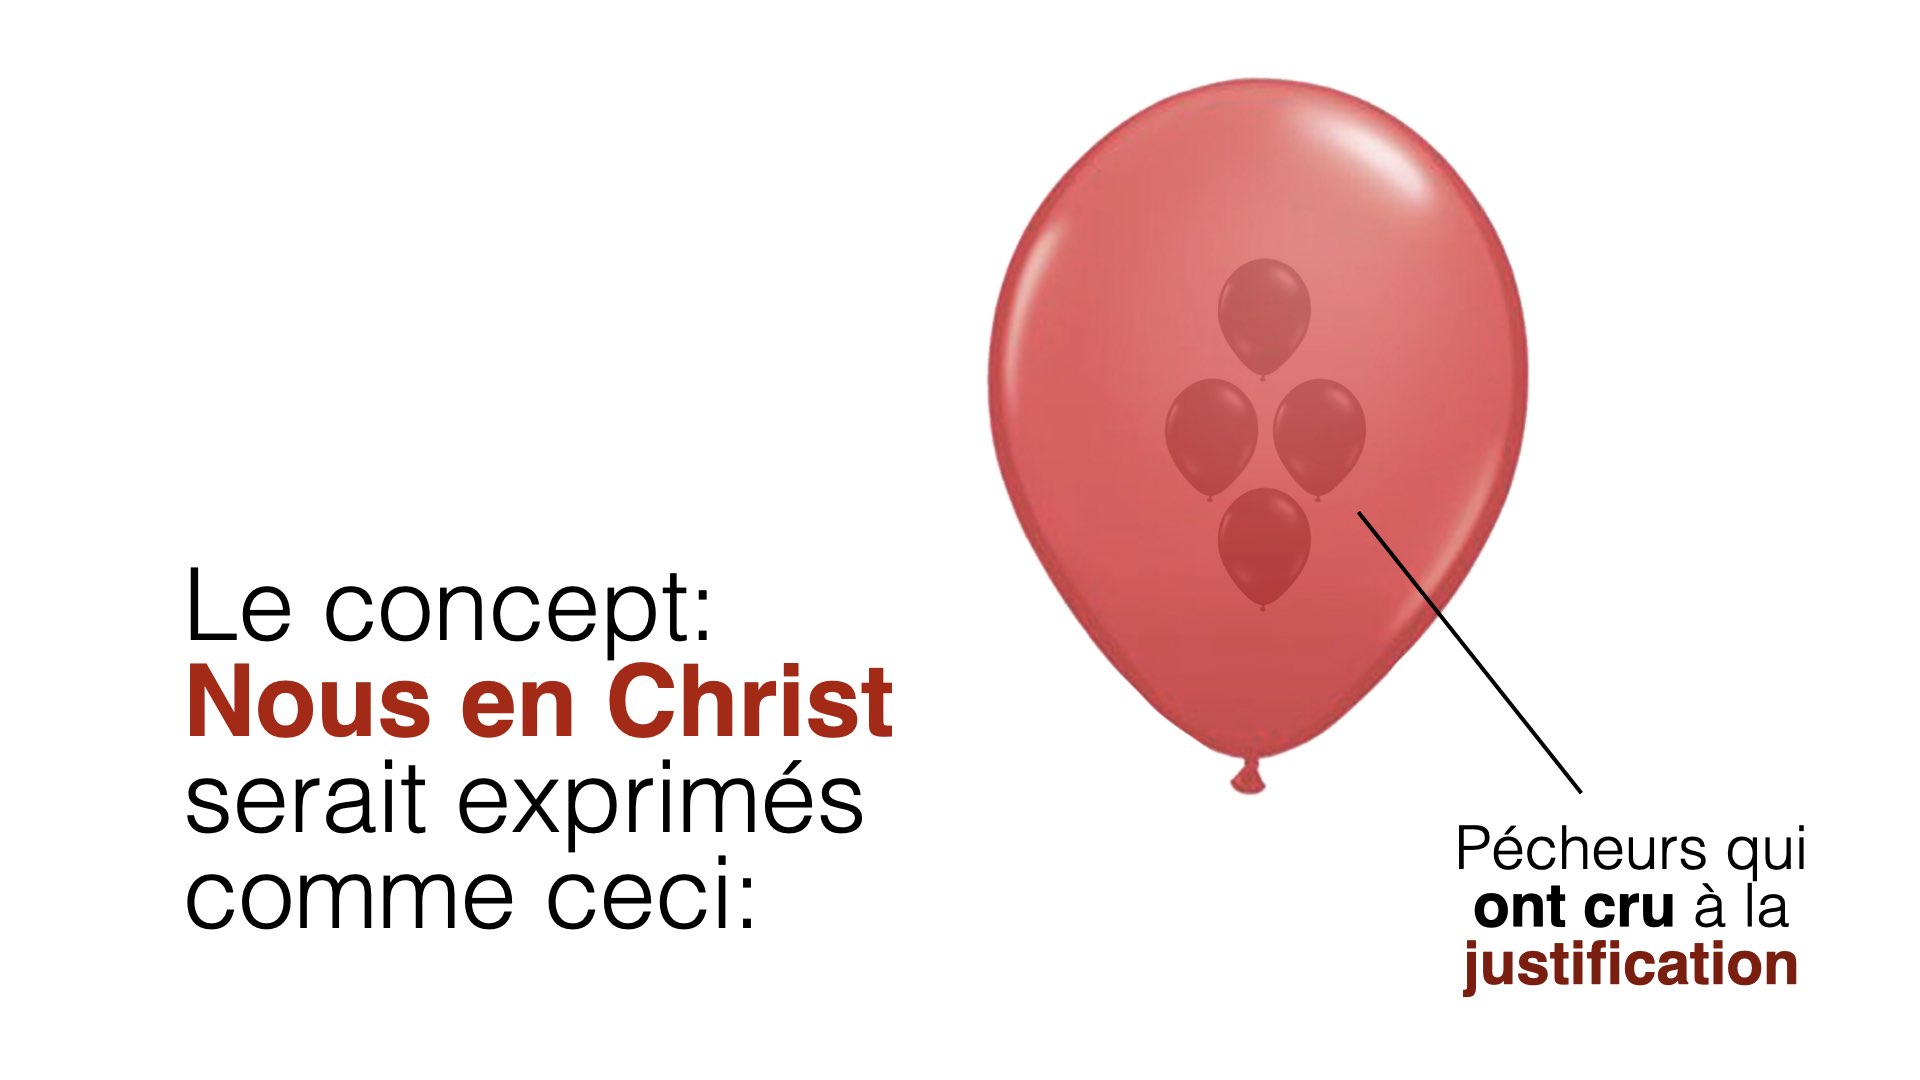 Le concept:
Nous en Christ
serait exprimés
comme ceci:
Pécheurs qui
ont cru à la
justification